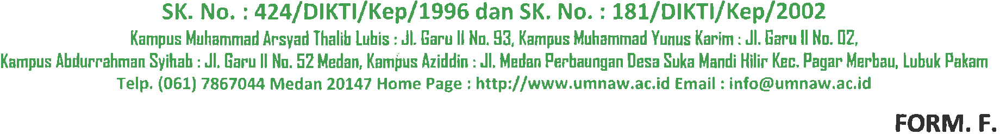 SK. No. : 424/DIKTI/Kep/1996 dan SK. No. : 181/DIKTI/Kep/2002
Kampus Muhammad Arsyad Thalib Lubis : Jl. Garu II No. 93, Kampus Muhammad Yunus Karim : Jl. Garu II No. 02,
Kampus Abdurrahman Syihab : Jl. Garu II No. 52 Medan, Kampus Aziddin : Jl. Medan Perbaungan Desa Suka Mandi Hilir Kec. Pagar Merbau, Lubuk Pakam
Telp. (061) 7867044 Medan 20147 Home Page : http://www.umnaw.ac.id Email : info@umnaw.ac.id
FORM. F.